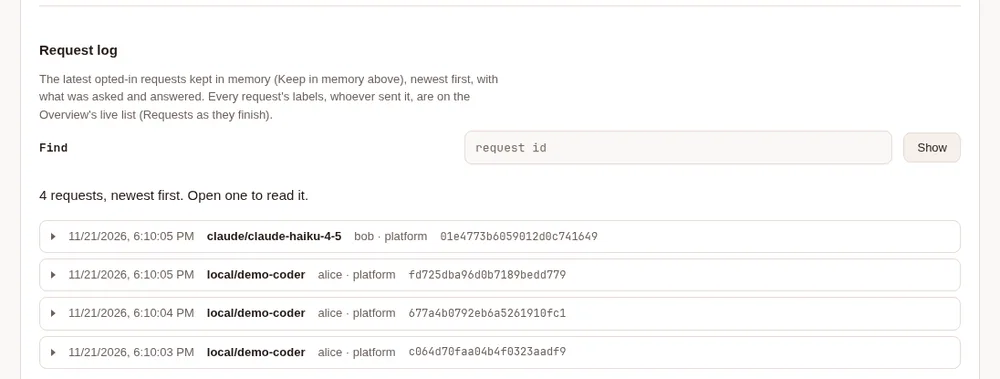 Request log
The latest opted-in requests kept in memory (Keep in memory above), newest first, with
what was asked and answered. Every request's labels, whoever sent it, are on the
Overview's live list (Requests as they finish).
Find request id Show
4 requests, newest first. Open one to read it.
11/21/2026, 6:10:05 PM claude/claude-haiku-4-5 bob · platform 01e4773b6059012d0c741649
11/21/2026, 6:10:05 PM local/demo-coder alice · platform fd725dba96d0b7189bedd779
11/21/2026, 6:10:04 PM local/demo-coder alice · platform 677a4b0792eb6a5261910fc1
11/21/2026, 6:10:03 PM local/demo-coder alice · platform c064d70faa04b4f0323aadf9